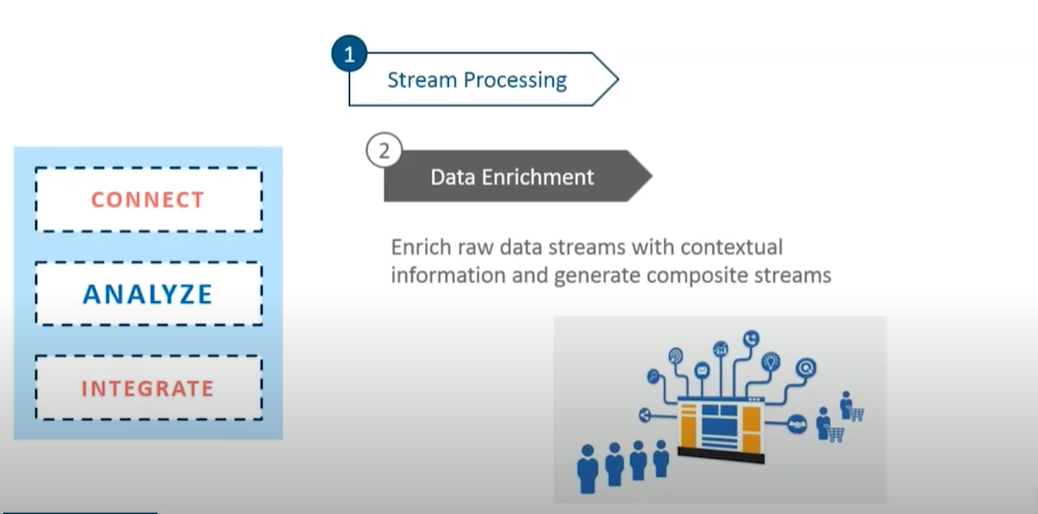 1
Stream Processing
2
Data Enrichment
Enrich raw data streams with contextual
information and generate composite streams
CONNECT
ANALYZE
INTEGRATE